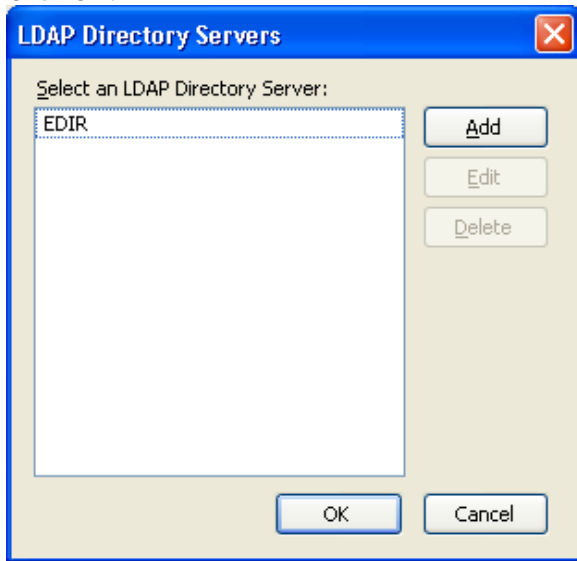 LDAP Directory Servers
Select an LDAP Directory Server:
EDIR
Add
Edit
Delete
OK
Cancel